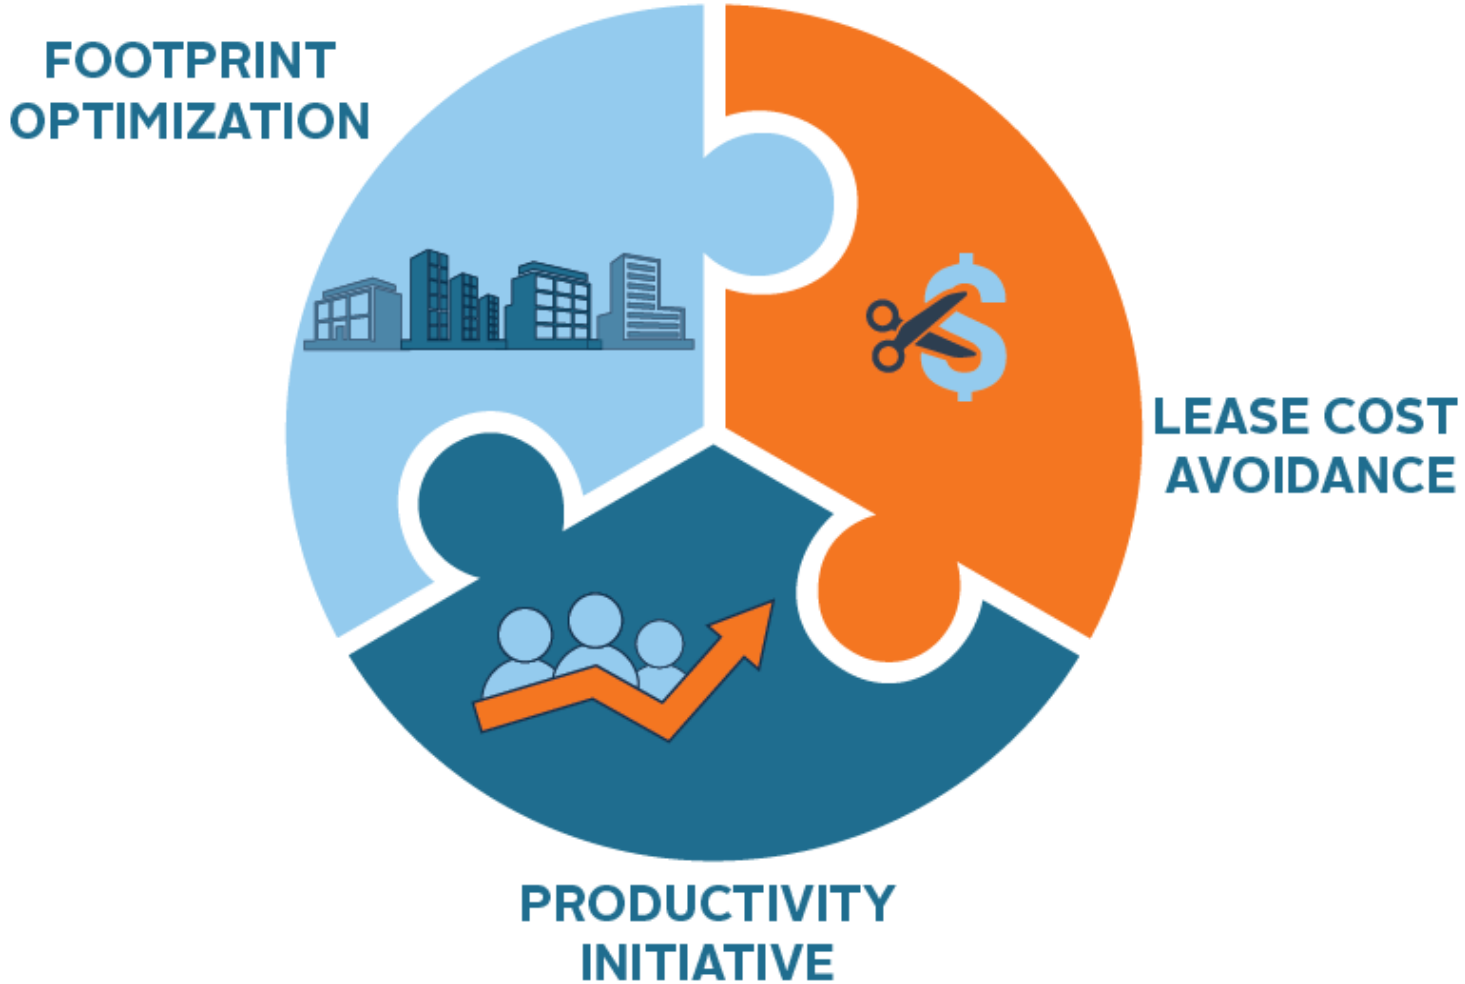 FOOTPRINT
OPTIMIZATION
LEASE COST
AVOIDANCE
PRODUCTIVITY
INITIATIVE